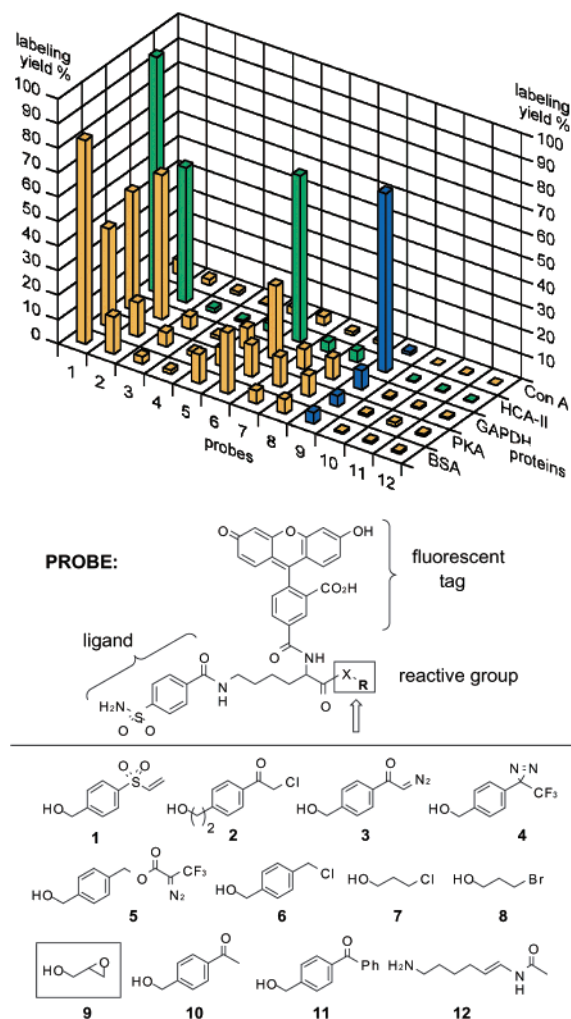 labeling
yield %
100
90
80
70
60
50
40
30
20
10
0
labeling
yield %
100
90
80
70
60
50
40
30
20
10
1
2
3
4
5
6
7
8
9
10
11
12
probes
Con A
HCA-II
GAPDH
PKA
BSA
proteins
PROBE:
O
O
OH
CO₂H
fluorescent
tag
ligand
O
O
NH
N
H
H₂N
S
O
O
O
X
R
reactive group
O O
S
HO
1
O
Cl
HO
( )2
2
O
N₂
HO
3
N=N
CF₃
HO
4
HO
O
O
CF₃
N₂
5
Cl
HO
6
HO Cl
7
HO Br
8
HO O
9
O
HO
10
O
Ph
HO
11
H₂N
N
H
O
12